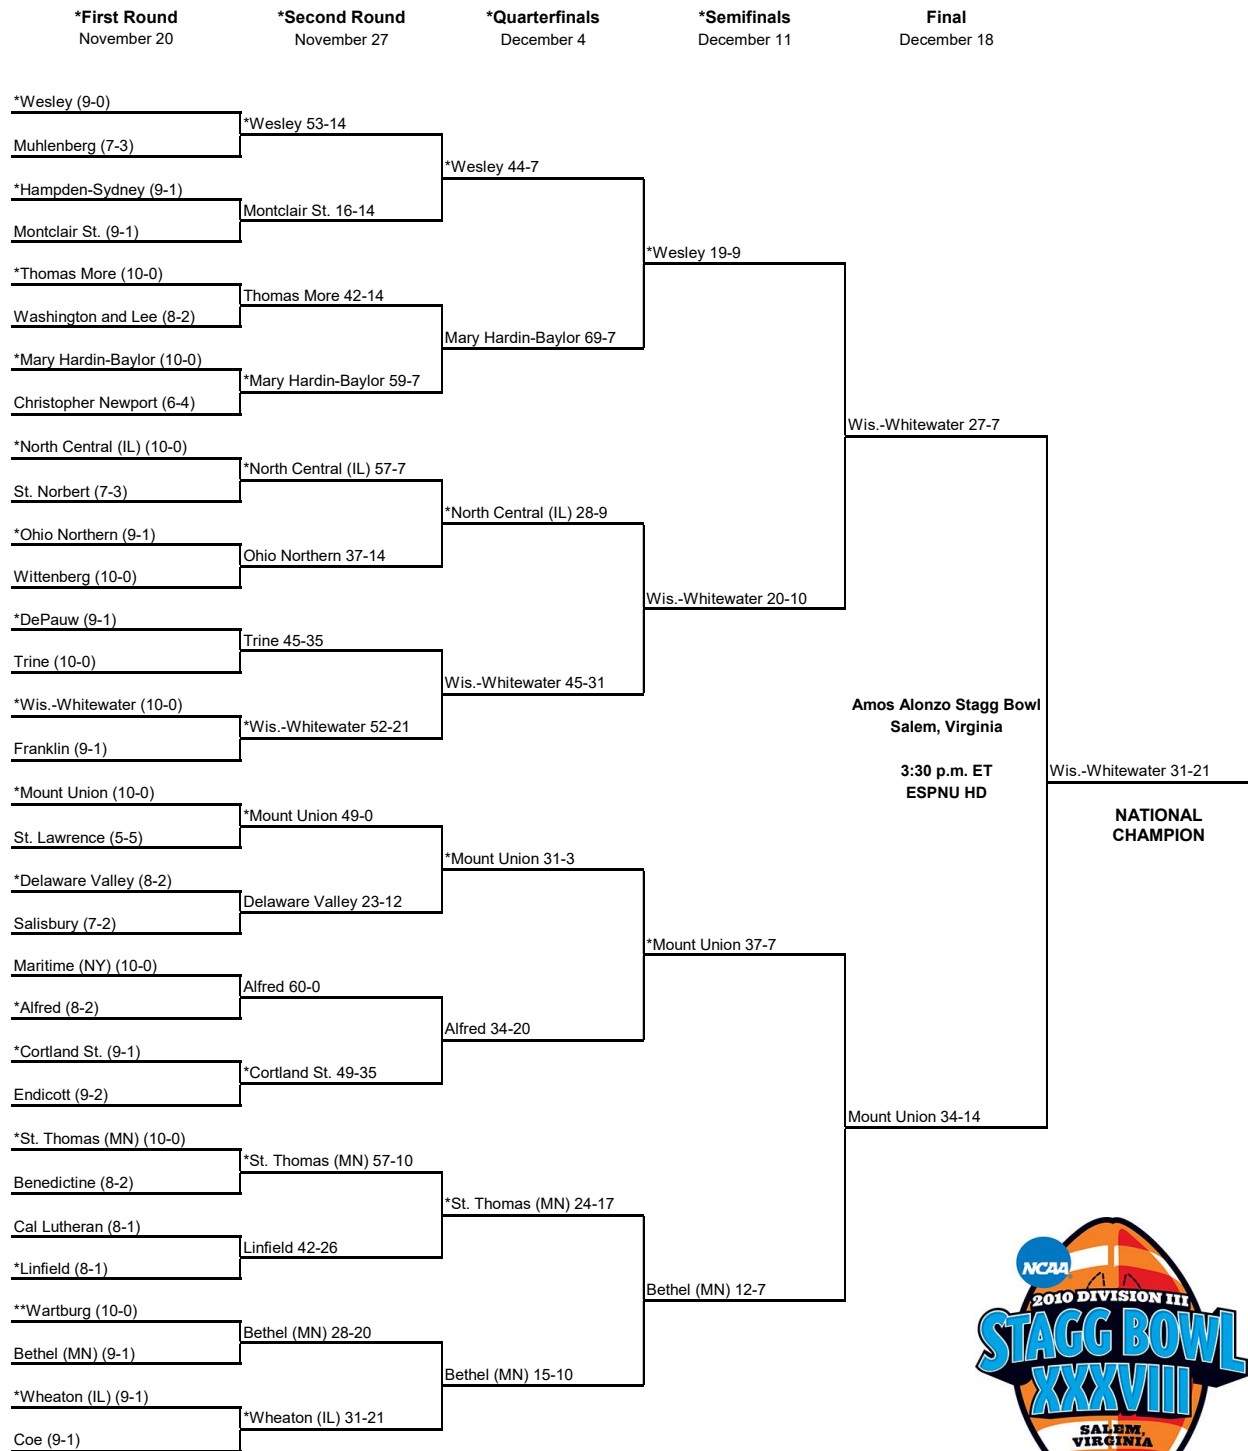 *First Round
November 20
*Second Round
November 27
*Quarterfinals
December 4
*Semifinals
December 11
Final
December 18
*Wesley (9-0)
Muhlenberg (7-3)
*Hampden-Sydney (9-1)
Montclair St. (9-1)
*Thomas More (10-0)
Washington and Lee (8-2)
*Mary Hardin-Baylor (10-0)
Christopher Newport (6-4)
*North Central (IL) (10-0)
St. Norbert (7-3)
*Ohio Northern (9-1)
Wittenberg (10-0)
*DePauw (9-1)
Trine (10-0)
*Wis.-Whitewater (10-0)
Franklin (9-1)
*Mount Union (10-0)
St. Lawrence (5-5)
*Delaware Valley (8-2)
Salisbury (7-2)
Maritime (NY) (10-0)
*Alfred (8-2)
*Cortland St. (9-1)
Endicott (9-2)
*St. Thomas (MN) (10-0)
Benedictine (8-2)
Cal Lutheran (8-1)
*Linfield (8-1)
**Wartburg (10-0)
Bethel (MN) (9-1)
*Wheaton (IL) (9-1)
Coe (9-1)
*Wesley 53-14
Montclair St. 16-14
Thomas More 42-14
*Mary Hardin-Baylor 59-7
*North Central (IL) 57-7
Ohio Northern 37-14
Trine 45-35
*Wis.-Whitewater 52-21
*Mount Union 49-0
Delaware Valley 23-12
Alfred 60-0
*Cortland St. 49-35
*St. Thomas (MN) 57-10
Linfield 42-26
Bethel (MN) 28-20
*Wheaton (IL) 31-21
*Wesley 44-7
Mary Hardin-Baylor 69-7
*North Central (IL) 28-9
Wis.-Whitewater 45-31
*Mount Union 31-3
Alfred 34-20
*St. Thomas (MN) 24-17
Bethel (MN) 15-10
*Wesley 19-9
Wis.-Whitewater 20-10
*Mount Union 37-7
Bethel (MN) 12-7
Wis.-Whitewater 27-7
Mount Union 34-14
Amos Alonzo Stagg Bowl
Salem, Virginia
3:30 p.m. ET
ESPNU HD
Wis.-Whitewater 31-21
NATIONAL
CHAMPION
NCAA
2010 DIVISION III
STAGG BOWL
XXXVIII
SALEM,
VIRGINIA